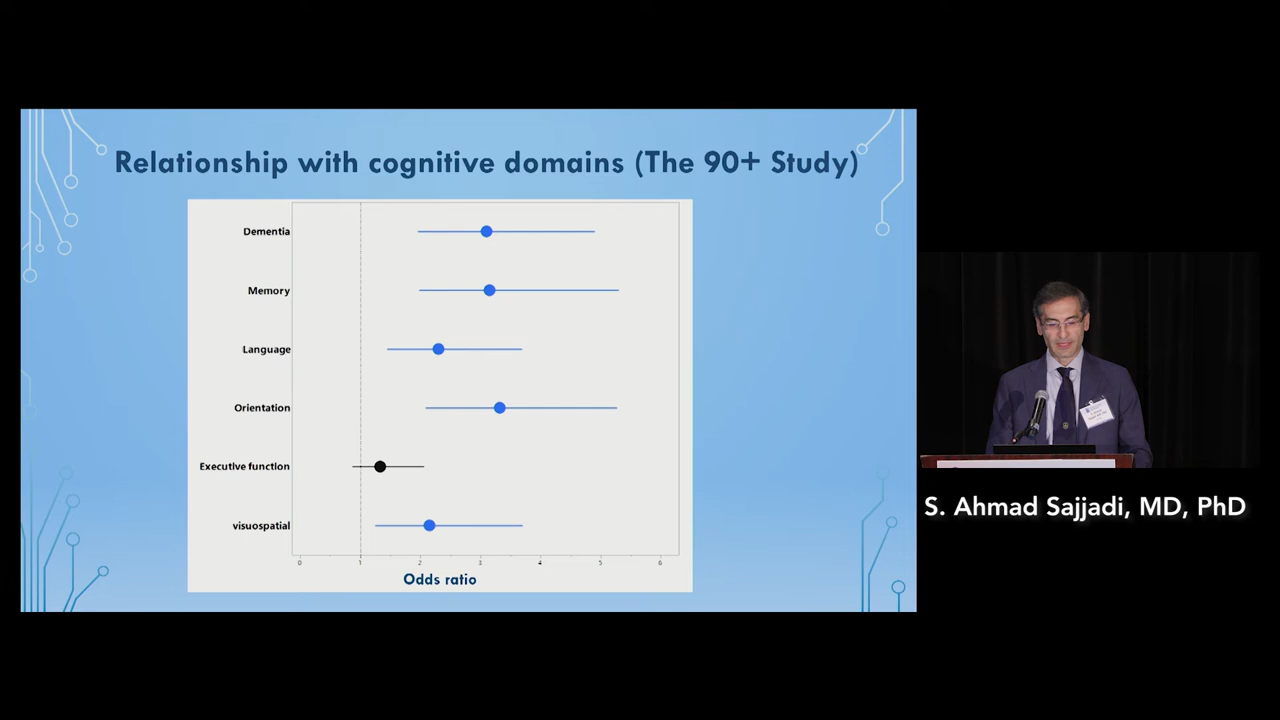 Relationship with cognitive domains (The 90+ Study)
Dementia
Memory
Language
Orientation
Executive function
visuospatial
0 1 2 3 4 5 6
Odds ratio
S. Ahmad Sajjadi, MD, PhD